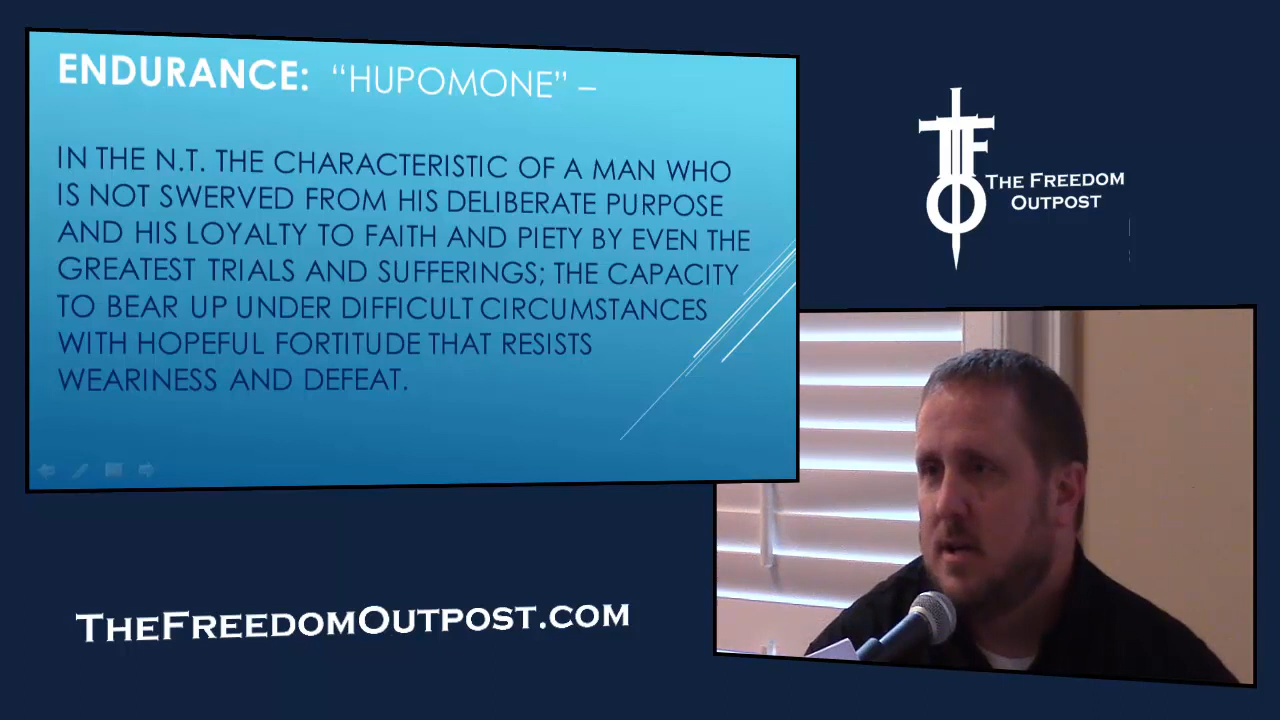 ENDURANCE: “HUPOMONE” –
IN THE N.T. THE CHARACTERISTIC OF A MAN WHO
IS NOT SWERVED FROM HIS DELIBERATE PURPOSE
AND HIS LOYALTY TO FAITH AND PIETY BY EVEN THE
GREATEST TRIALS AND SUFFERINGS; THE CAPACITY
TO BEAR UP UNDER DIFFICULT CIRCUMSTANCES
WITH HOPEFUL FORTITUDE THAT RESISTS
WEARINESS AND DEFEAT.
TF
O
THE FREEDOM
OUTPOST
THEFREEDOMOUTPOST.COM